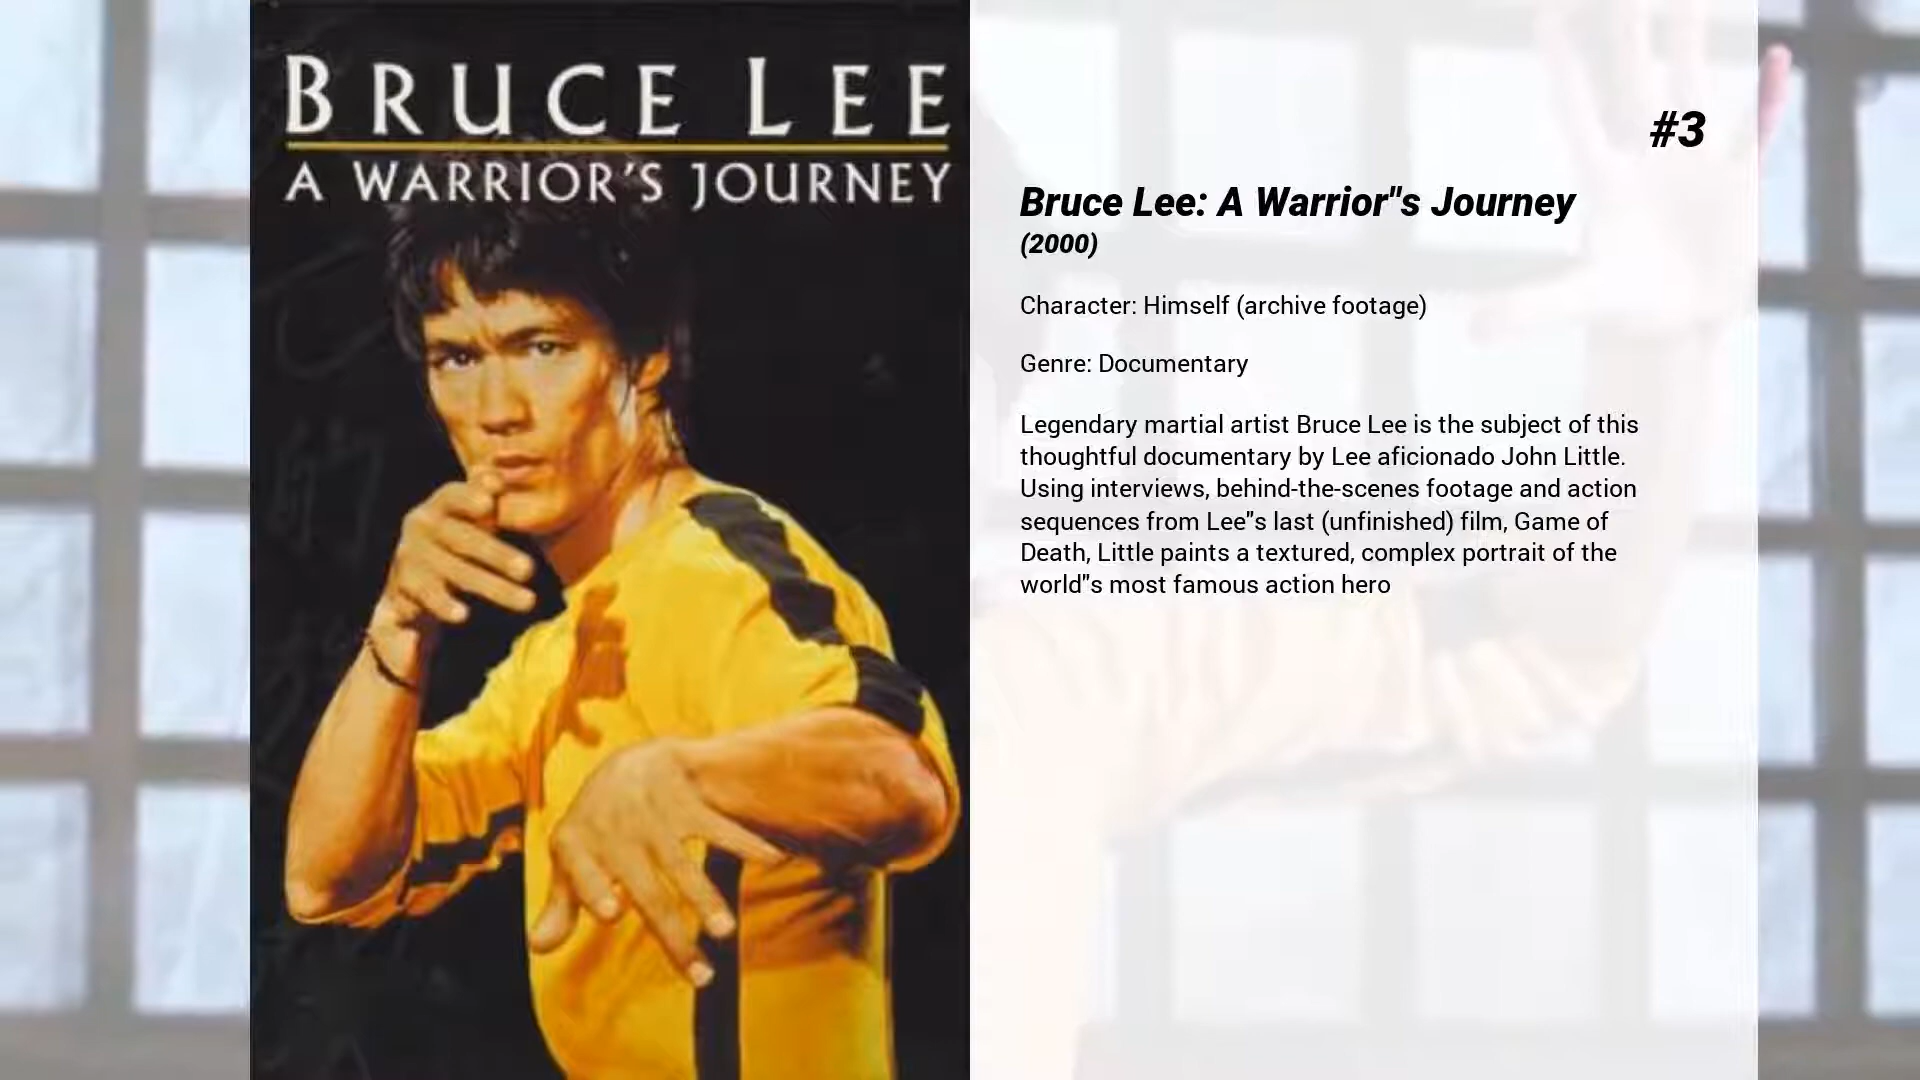 BRUCE LEE
A WARRIOR'S JOURNEY
#3
Bruce Lee: A Warrior"s Journey
(2000)
Character: Himself (archive footage)
Genre: Documentary
Legendary martial artist Bruce Lee is the subject of this
thoughtful documentary by Lee aficionado John Little.
Using interviews, behind-the-scenes footage and action
sequences from Lee"s last (unfinished) film, Game of
Death, Little paints a textured, complex portrait of the
world"s most famous action hero